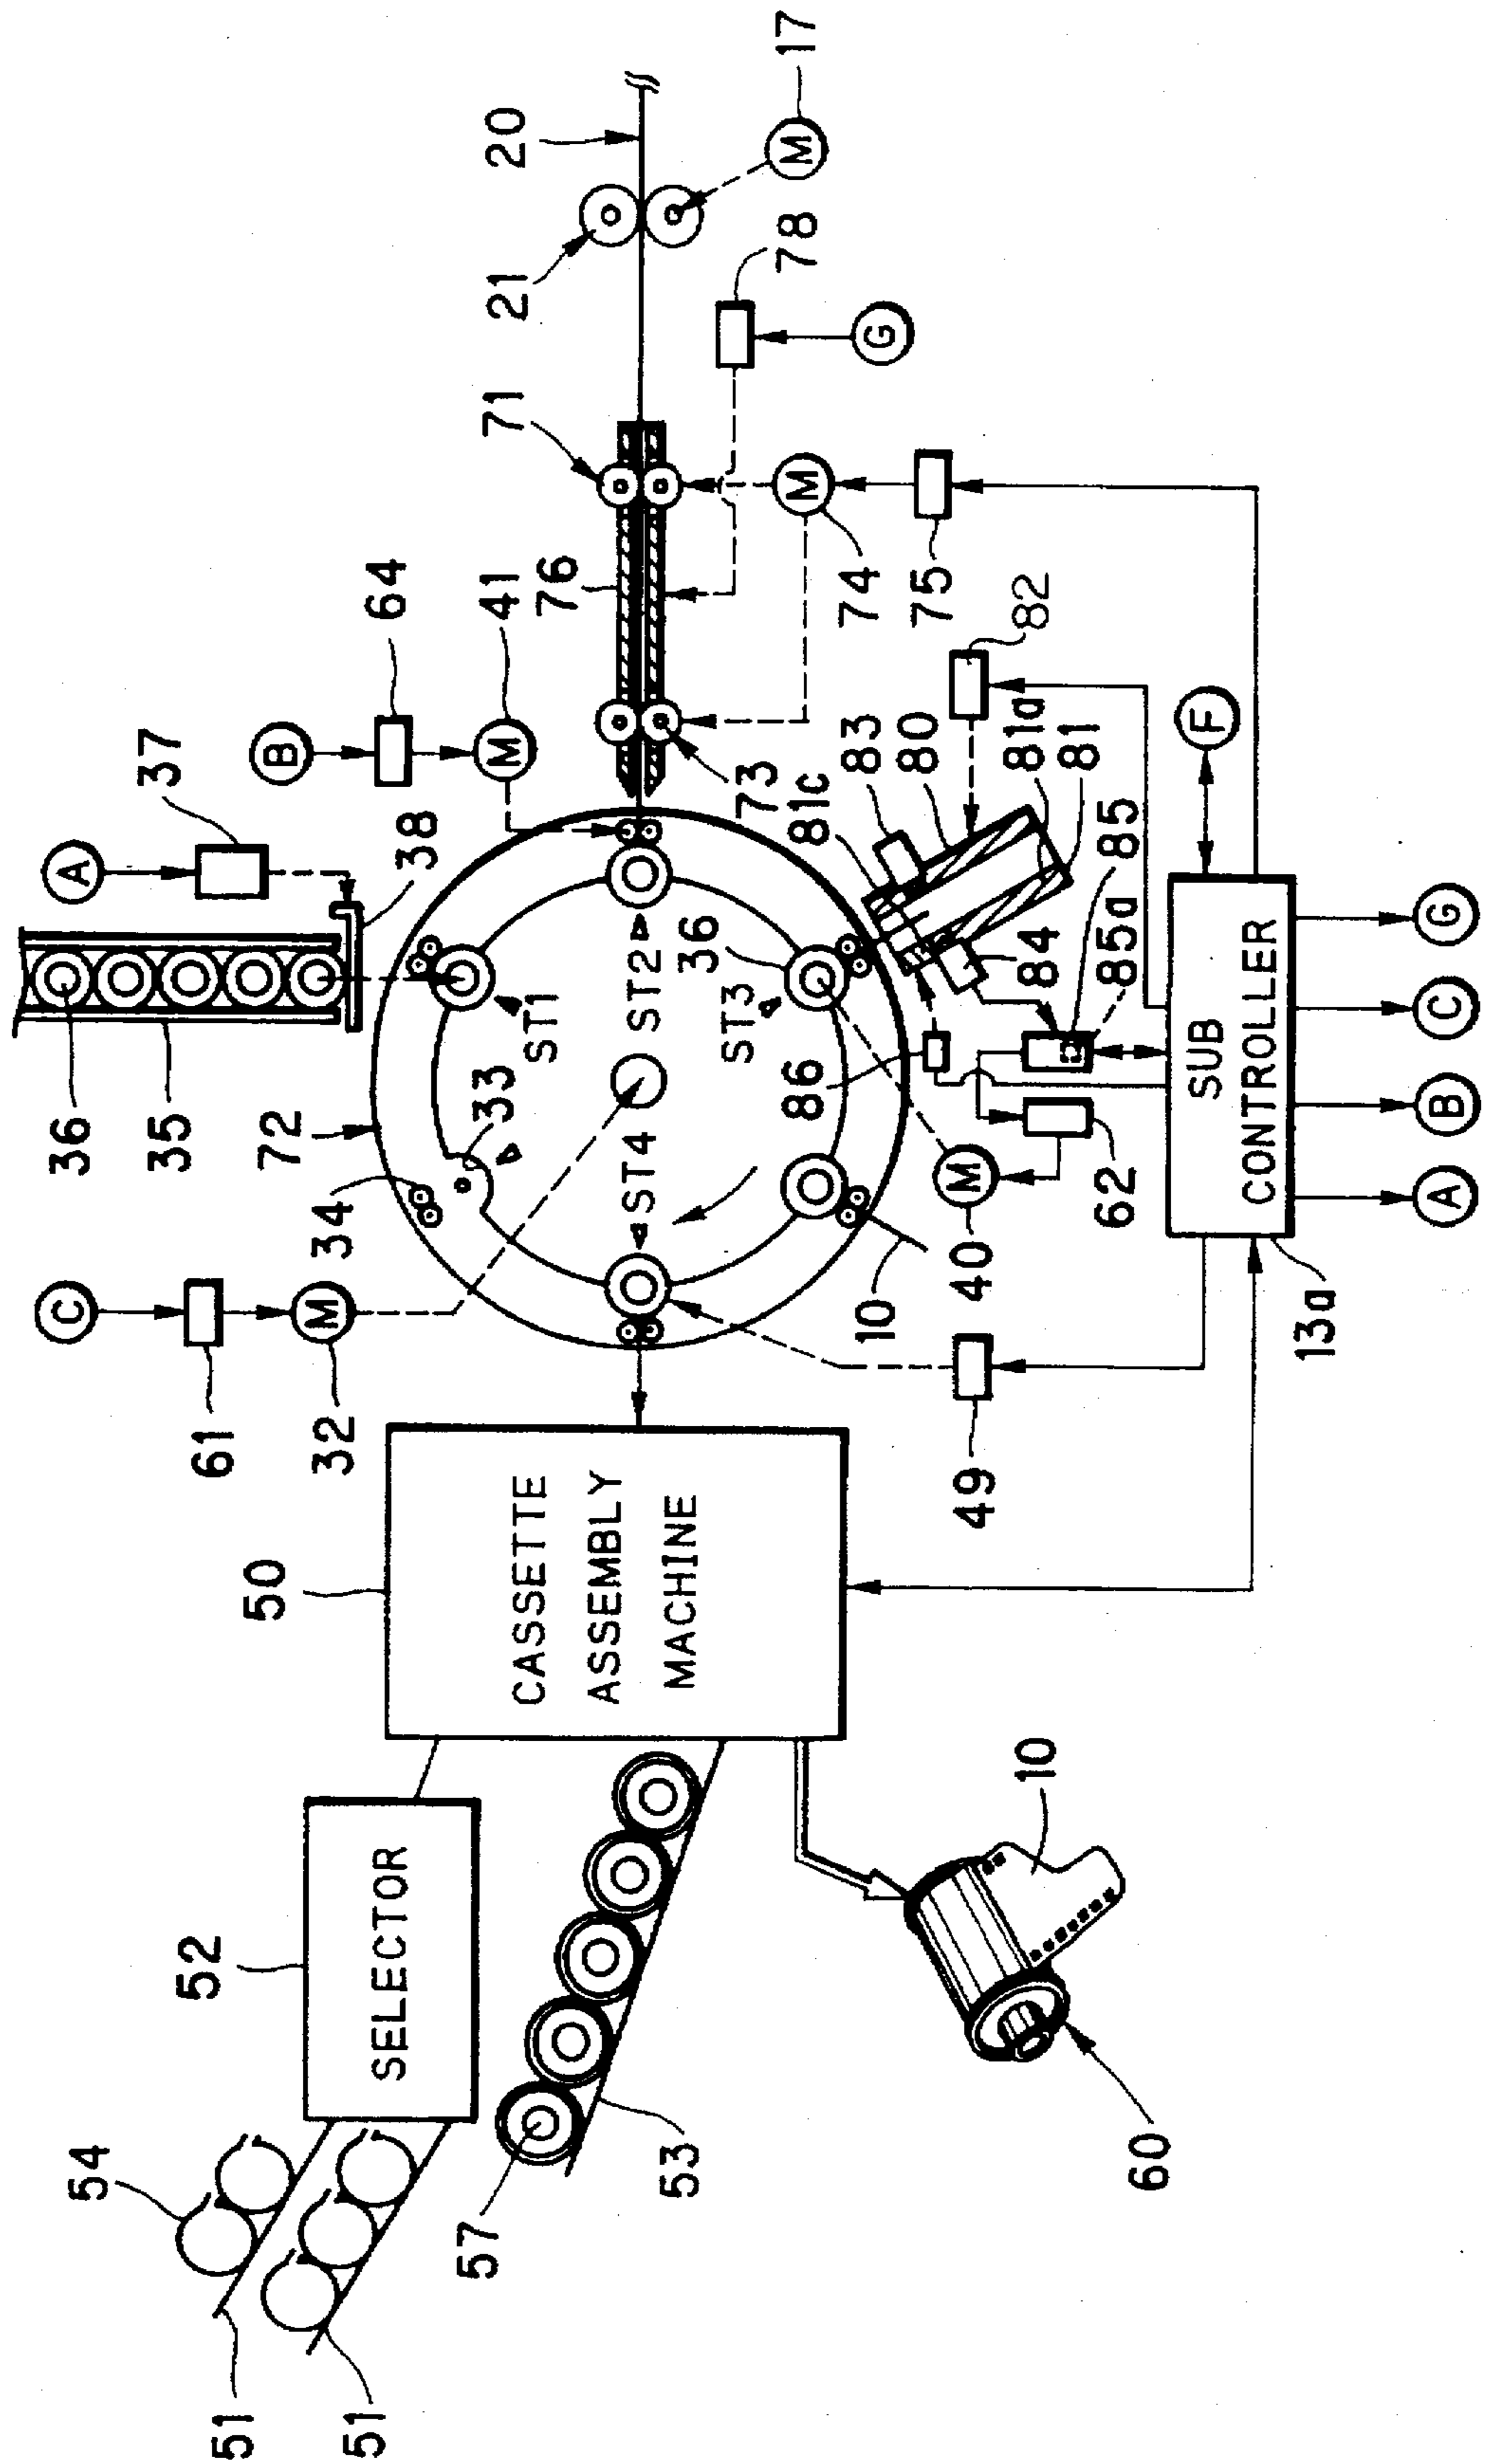 54
52
50
61
C
34
72
35
36
A
37
B
64
51
51
SELECTOR
CASSETTE
ASSEMBLY
MACHINE
32
M
33
ST1
38
M
41
76
71
21
20
57
53
ST4
ST2
36
ST3
73
81c
86
10
83
80
M
74
78
M
17
60
10
49
40
M
62
84
85a
85
81a
81
82
75
G
13a
SUB
CONTROLLER
F
A
B
C
G